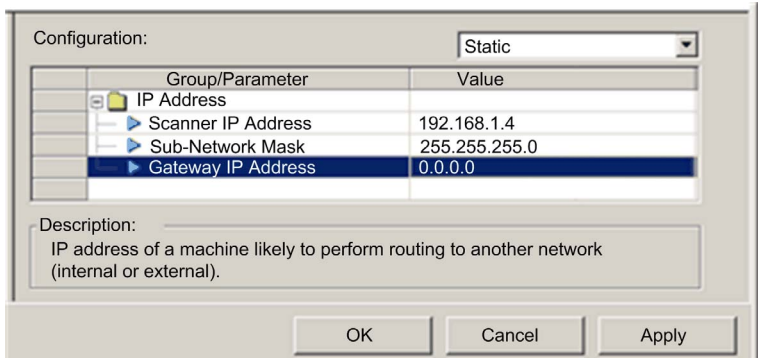 Configuration:
Static
Group/Parameter Value
IP Address
Scanner IP Address 192.168.1.4
Sub-Network Mask 255.255.255.0
Gateway IP Address 0.0.0.0
Description:
IP address of a machine likely to perform routing to another network
(internal or external).
OK Cancel Apply